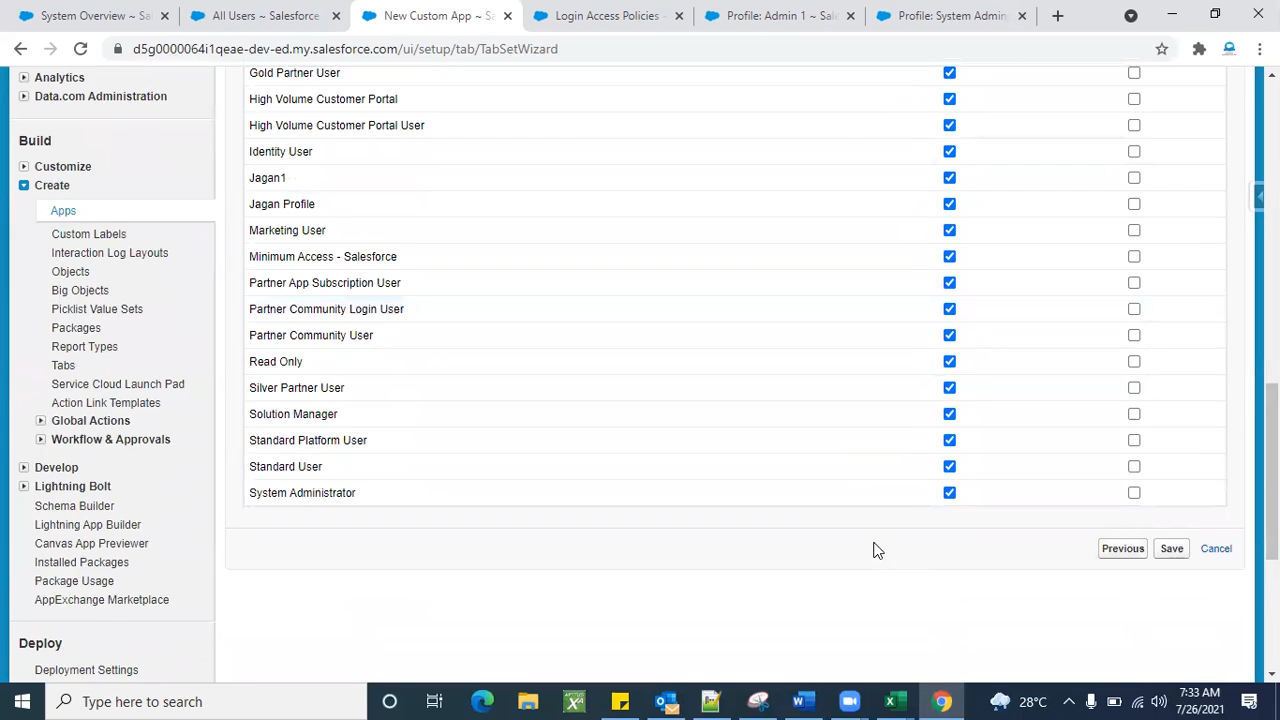 System Overview ~ Sa
All Users ~ Salesforce
New Custom App ~ Sa
Login Access Policies ~
Profile: Admin 1 ~ Sale
Profile: System Admin
d5g0000064i1qeae-dev-ed.my.salesforce.com/ui/setup/tab/TabSetWizard
Analytics
Data.com Administration
Build
Customize
Create
Apps
Custom Labels
Interaction Log Layouts
Objects
Big Objects
Picklist Value Sets
Packages
Report Types
Tabs
Service Cloud Launch Pad
Action Link Templates
Global Actions
Workflow & Approvals
Develop
Lightning Bolt
Schema Builder
Lightning App Builder
Canvas App Previewer
Installed Packages
Package Usage
AppExchange Marketplace
Deploy
Deployment Settings
Gold Partner User
High Volume Customer Portal
High Volume Customer Portal User
Identity User
Jagan1
Jagan Profile
Marketing User
Minimum Access - Salesforce
Partner App Subscription User
Partner Community Login User
Partner Community User
Read Only
Silver Partner User
Solution Manager
Standard Platform User
Standard User
System Administrator
Previous Save Cancel
Type here to search
28°C
7:33 AM
7/26/2021